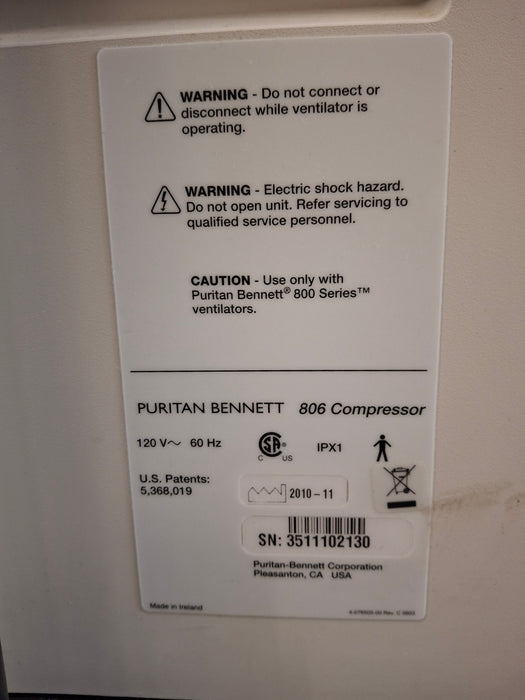 WARNING - Do not connect or
disconnect while ventilator is
operating.
WARNING - Electric shock hazard.
Do not open unit. Refer servicing to
qualified service personnel.
CAUTION - Use only with
Puritan Bennett® 800 Series™
ventilators.
PURITAN BENNETT 806 Compressor
120 V~ 60 Hz
SA®
C US
IPX1
U.S. Patents:
5,368,019
2010-11
SN: 3511102130
Puritan-Bennett Corporation
Pleasanton, CA USA
Made in Ireland
Rev. C